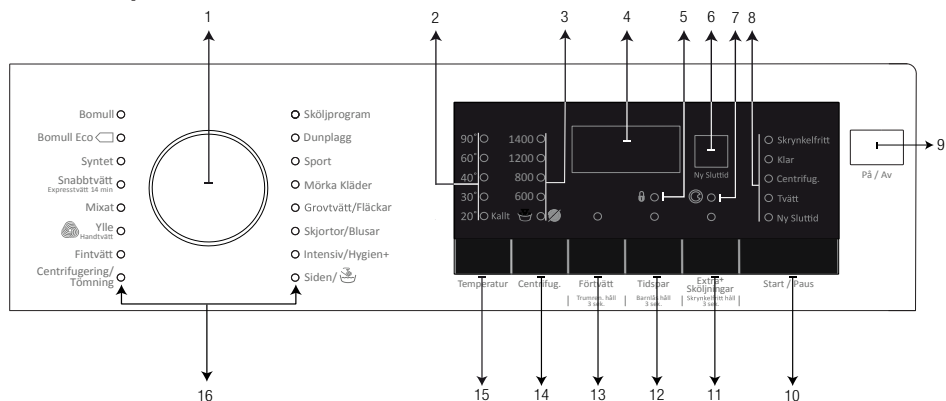 1
2
3
4
5
6
7
8
Bomull
Bomull Eco
Syntet
Snabbtvätt
Expresstvätt 14 min
Mixat
Ylle
Handtvätt
Fintvätt
Centrifugering/
Tömning
Sköljprogram
Dunplagg
Sport
Mörka Kläder
Grovtvätt/Fläckar
Skjortor/Blusar
Intensiv/Hygien+
Siden/
90°
60°
40°
30°
20° Kallt
1400
1200
800
600
Ny Sluttid
Skrynkelfritt
Klar
Centrifug.
Tvätt
Ny Sluttid
9
På / Av
Temperatur
Centrifug.
Förtvätt
Trumren. håll
3 sek.
Tidspar
Barnlås håll
3 sek.
Extra+
Sköljningar
Skrynkelfritt håll
3 sek.
Start / Paus
16
15
14
13
12
11
10